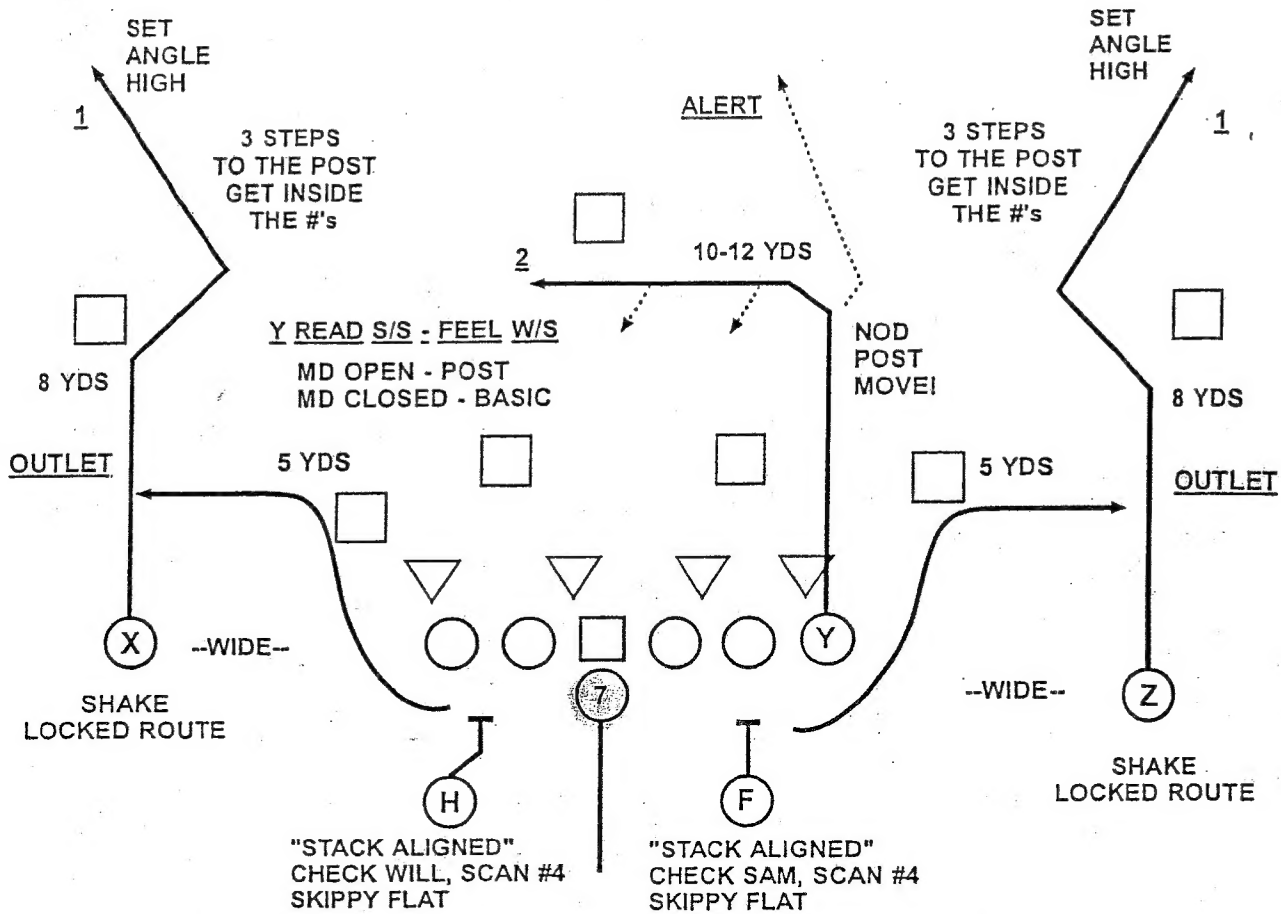 SET
ANGLE
HIGH
1
3 STEPS
TO THE POST
GET INSIDE
THE #'s
ALERT
SET
ANGLE
HIGH
1
3 STEPS
TO THE POST
GET INSIDE
THE #'s
2
10-12 YDS
Y READ S/S - FEEL W/S
MD OPEN - POST
MD CLOSED - BASIC
NOD
POST
MOVE!
8 YDS
8 YDS
OUTLET
5 YDS
5 YDS
OUTLET
X
--WIDE--
Y
7
--WIDE--
Z
SHAKE
LOCKED ROUTE
SHAKE
LOCKED ROUTE
H
F
"STACK ALIGNED"
CHECK WILL, SCAN #4
SKIPPY FLAT
"STACK ALIGNED"
CHECK SAM, SCAN #4
SKIPPY FLAT